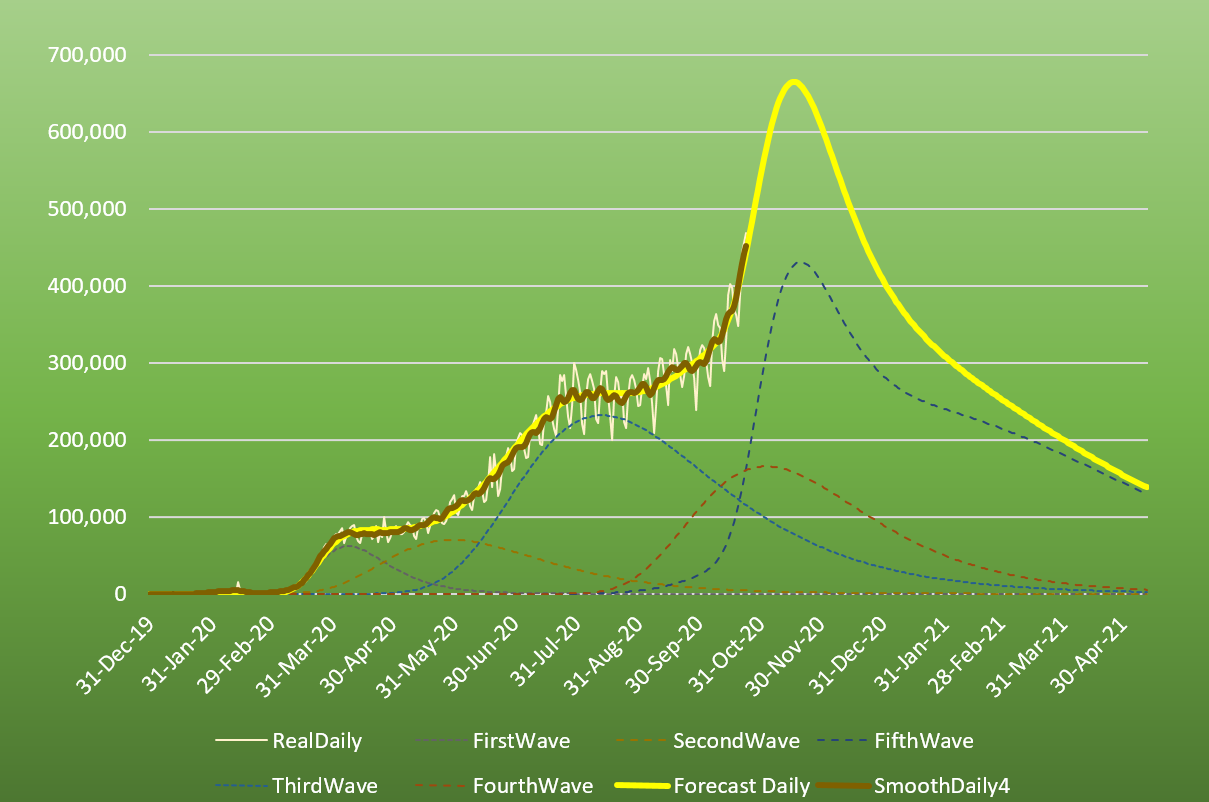 700,000
600,000
500,000
400,000
300,000
200,000
100,000
0
31-Dec-19
31-Jan-20
29-Feb-20
31-Mar-20
30-Apr-20
31-May-20
30-Jun-20
31-Jul-20
31-Aug-20
30-Sep-20
31-Oct-20
30-Nov-20
31-Dec-20
31-Jan-21
28-Feb-21
31-Mar-21
30-Apr-21
RealDaily FirstWave SecondWave FifthWave
ThirdWave FourthWave Forecast Daily SmoothDaily4